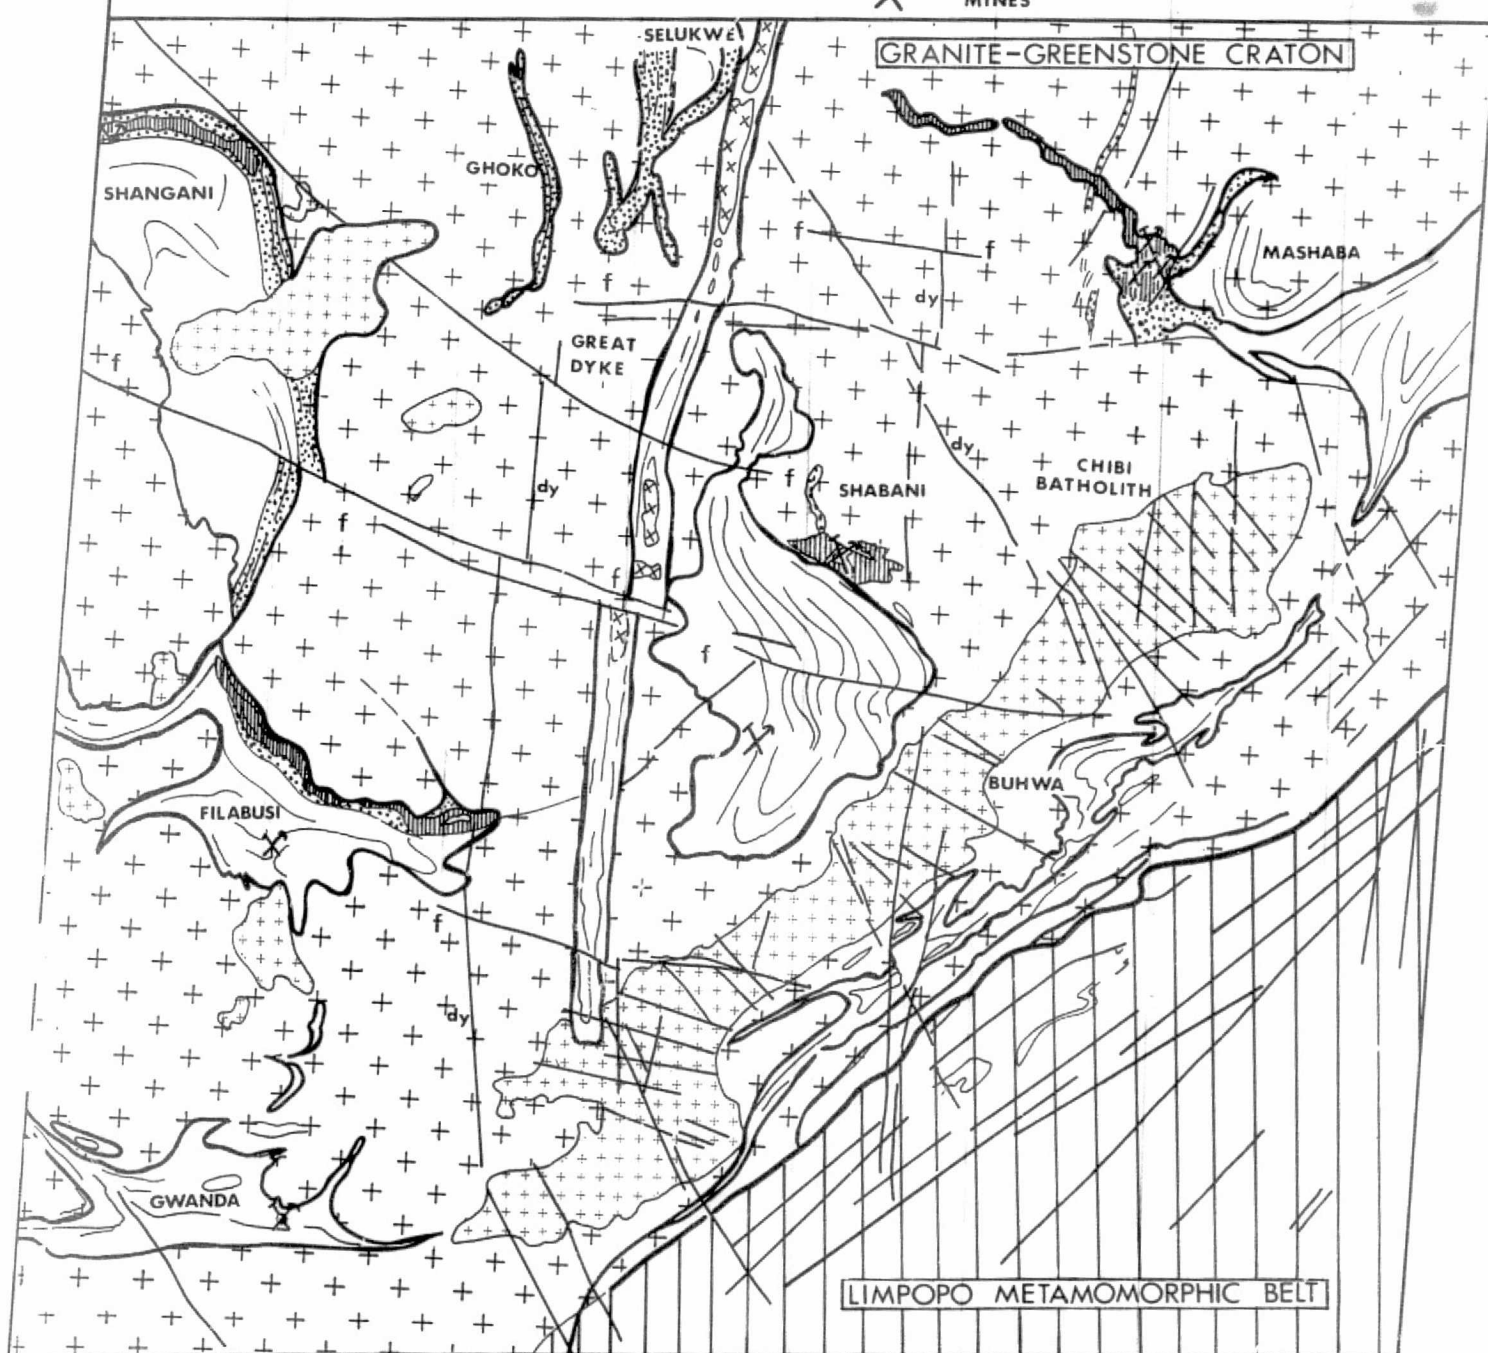 MINES
SELUKWE
GRANITE-GREENSTONE CRATON
GHOKO
SHANGANI
MASHABA
f
f
f
dy
GREAT
DYKE
f
dy
CHIBI
BATHOLITH
f
SHABANI
dy
f
f
f
BUHWA
FILABUSI
f
dy
GWANDA
LIMPOPO METAMOMORPHIC BELT